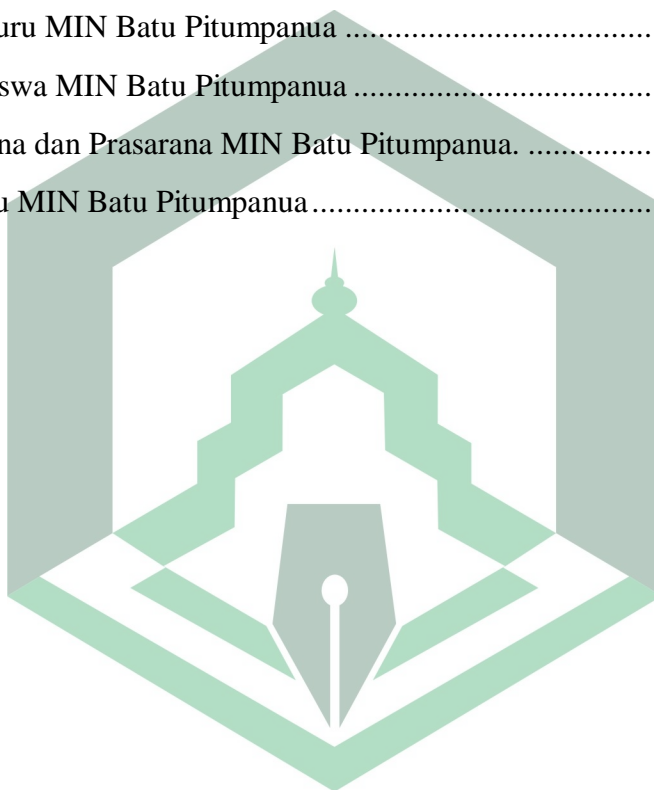 uru MIN Batu Pitumpanua ......................................
swa MIN Batu Pitumpanua .....................................
na dan Prasarana MIN Batu Pitumpanua. ...............
u MIN Batu Pitumpanua..........................................